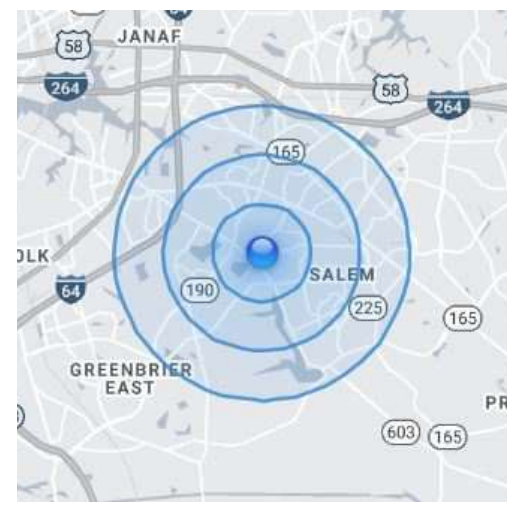 58
JANAF
264
58
264
165
OLK
64
190
SALEM
225
165
GREENBRIER
EAST
PR
603
165